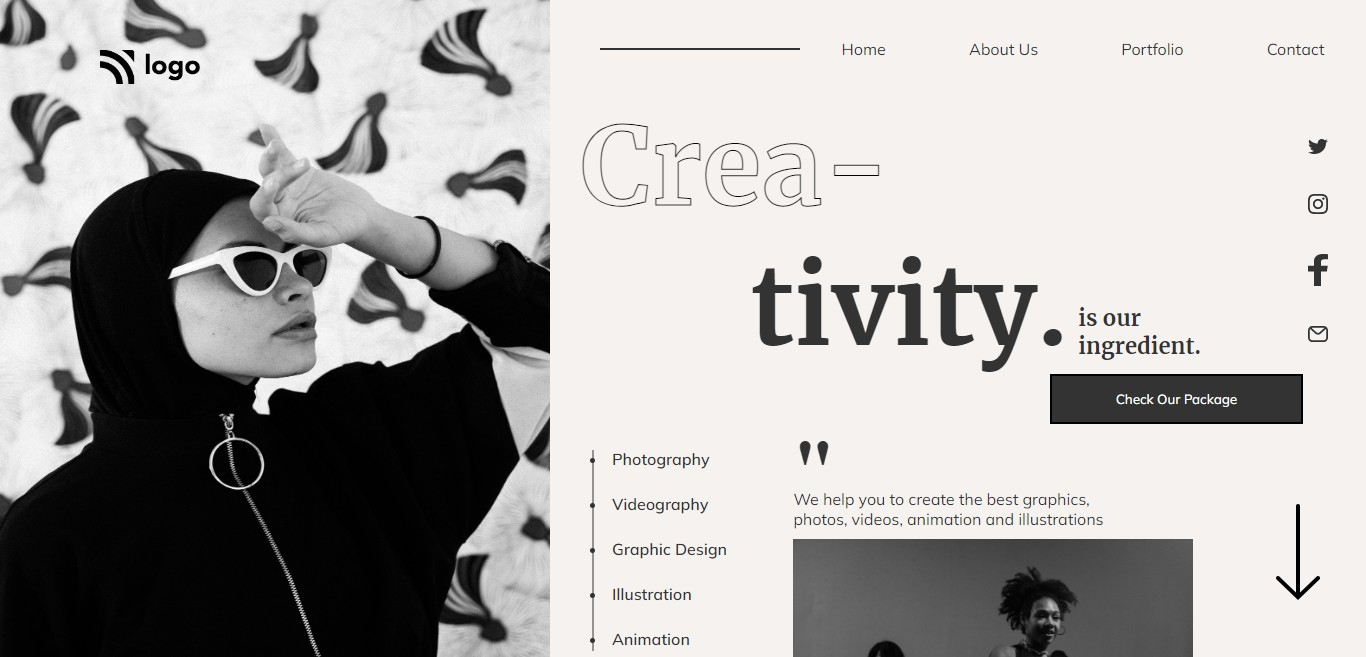 logo
Home
About Us
Portfolio
Contact
Crea-
tivity.
is our
ingredient.
Check Our Package
Photography
Videography
Graphic Design
Illustration
Animation
"
We help you to create the best graphics,
photos, videos, animation and illustrations